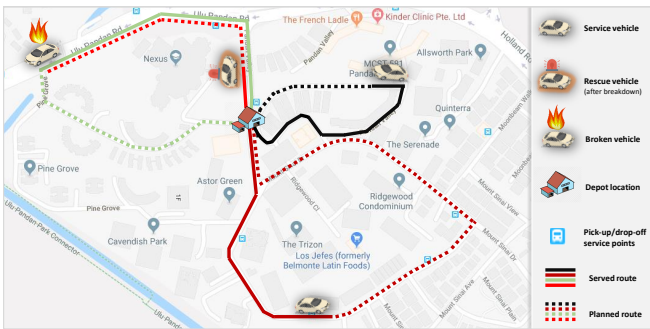 Ulu Pandan Rd
Ulu Pandan Rd
The French Ladle
Kinder Clinic Pte. Ltd
Pandan Valley
Holland Rd
Nexus
Allsworth Park
MCST 581
Panda
Quinterra
Pine Grove
The Serenade
Pine Grove
Astor Green
1F
Ridgewood Cl
Ridgewood
Condominium
Mount Sinai View
Pine Grove
Cavendish Park
The Trizon
Los Jefes (formerly
Belmonte Latin Foods)
Mount Sinai Dr
Mount Sinai Ave
Mount Sinai Plain
Ulu Pandan Park Connector
Service vehicle
Rescue vehicle
(after breakdown)
Broken vehicle
Depot location
Pick-up/drop-off
service points
Served route
Planned route